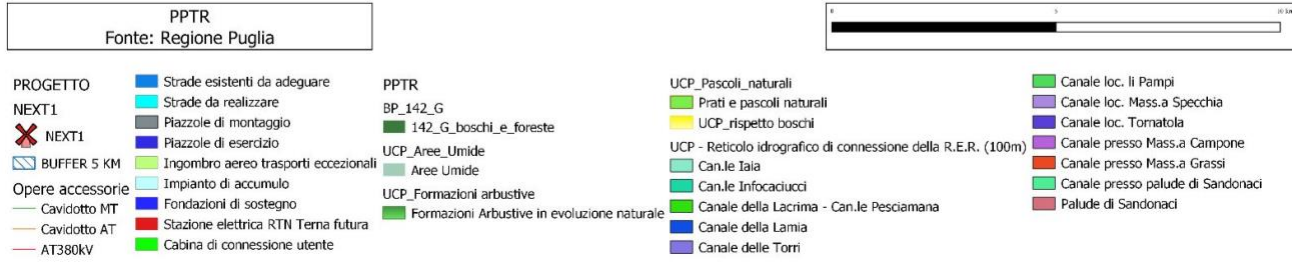 PPTR
Fonte: Regione Puglia
0 5 10 km
PROGETTO
NEXT1
NEXT1
BUFFER 5 KM
Opere accessorie
Cavidotto MT
Cavidotto AT
AT380kV
Strade esistenti da adeguare
Strade da realizzare
Piazzole di montaggio
Piazzole di esercizio
Ingombro aereo trasporti eccezionali
Impianto di accumulo
Fondazioni di sostegno
Stazione elettrica RTN Terna futura
Cabina di connessione utente
PPTR
BP_142_G
142_G_boschi_e_foreste
UCP_Aree_Umide
Aree Umide
UCP_Formazioni arbustive
Formazioni Arbustive in evoluzione naturale
UCP_Pascoli_naturali
Prati e pascoli naturali
UCP_rispetto boschi
UCP - Reticolo idrografico di connessione della R.E.R. (100m)
Can.le Iaia
Can.le Infocaciucci
Canale della Lacrima - Can.le Pesciamana
Canale della Lamia
Canale delle Torri
Canale loc. li Pampi
Canale loc. Mass.a Specchia
Canale loc. Tornatola
Canale presso Mass.a Campone
Canale presso Mass.a Grassi
Canale presso palude di Sandonaci
Palude di Sandonaci